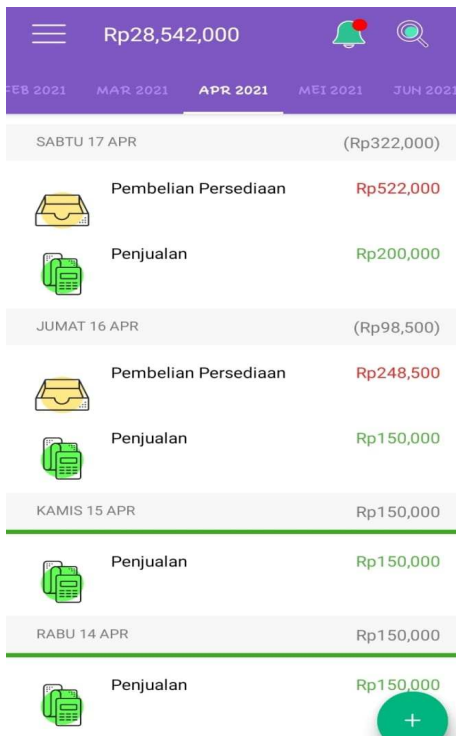 Rp28,542,000
FEB 2021 MAR 2021 APR 2021 MEI 2021 JUN 2021
SABTU 17 APR (Rp322,000)
Pembelian Persediaan Rp522,000
Penjualan Rp200,000
JUMAT 16 APR (Rp98,500)
Pembelian Persediaan Rp248,500
Penjualan Rp150,000
KAMIS 15 APR Rp150,000
Penjualan Rp150,000
RABU 14 APR Rp150,000
Penjualan Rp150,000
+